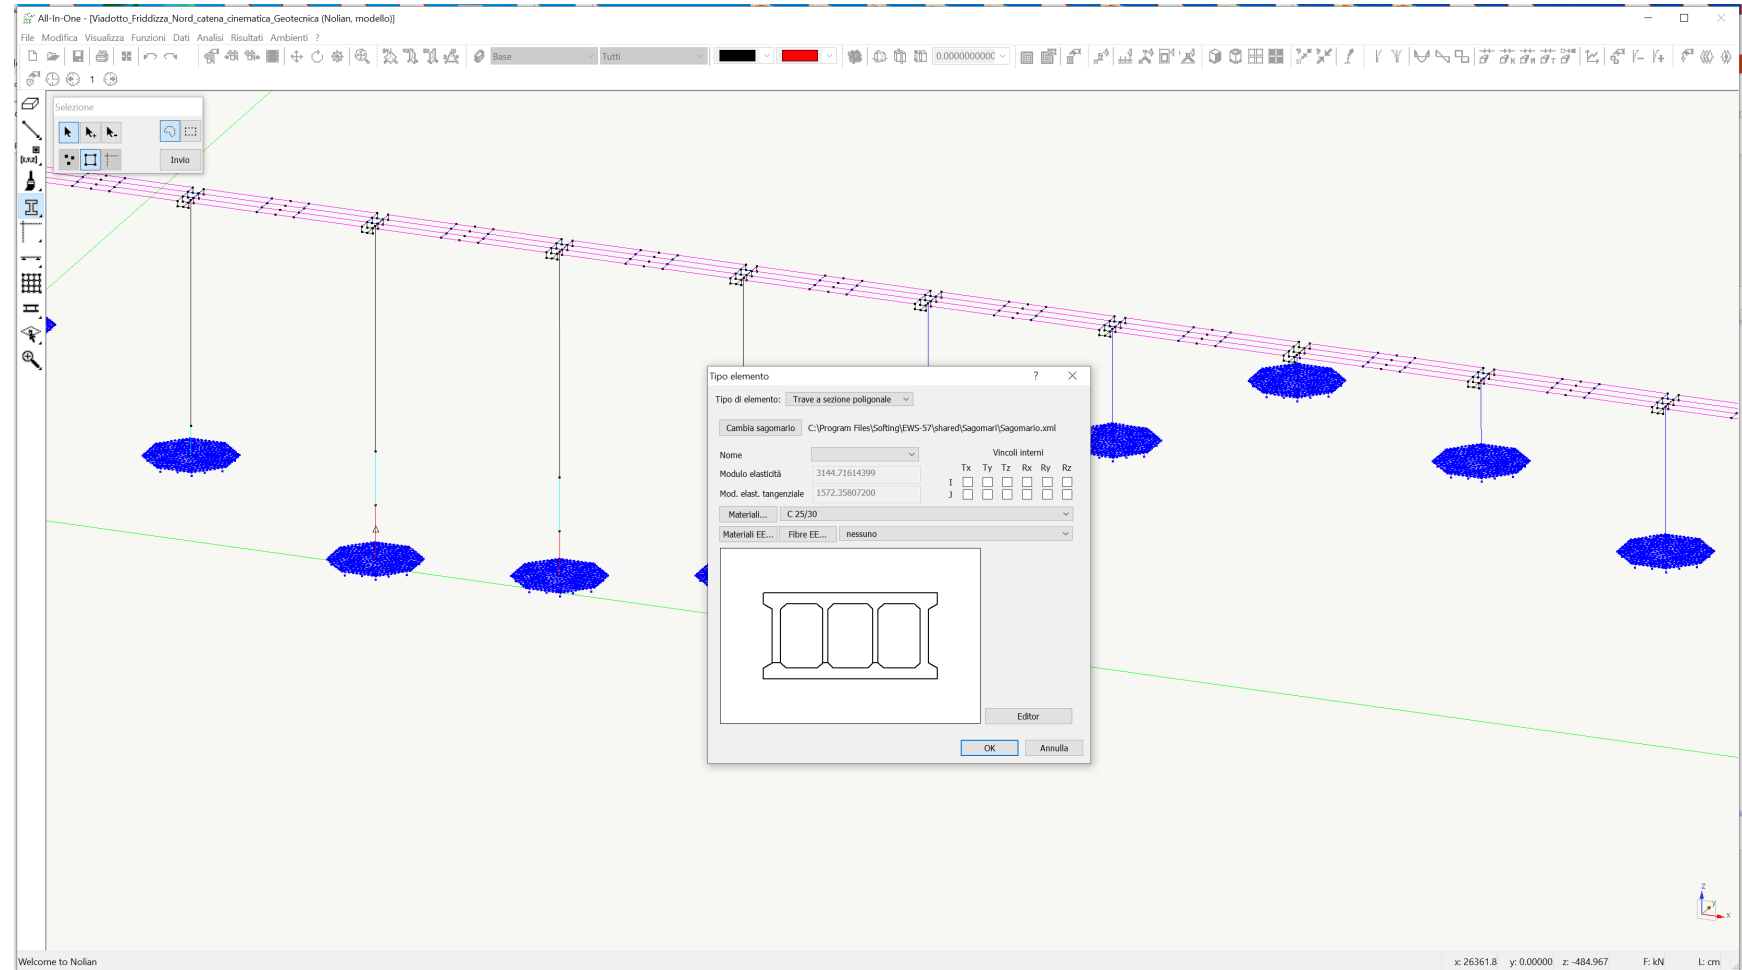 All-In-One - [Viadotto_Friddizza_Nord_catena_cinematica_Geotecnica (Nolian, modello)]
File Modifica Visualizza Funzioni Dati Analisi Risultati Ambienti ?
Base Tutti 0.0000000000
1
Selezione
Invio
[X,Y,Z]
Tipo elemento ?
Tipo di elemento: Trave a sezione poligonale
Cambia sagomario C:\Program Files\Softing\EWS-57\shared\Sagomari\Sagomario.xml
Nome Vincoli interni
Modulo elasticità 3144.71614399 Tx Ty Tz Rx Ry Rz
I
Mod. elast. tangenziale 1572.35807200 J
Materiali... C 25/30
Materiali EE... Fibre EE... nessuno
Editor
OK Annulla
z
y
x
Welcome to Nolian x: 26361.8 y: 0.00000 z: -484.967 F: kN L: cm